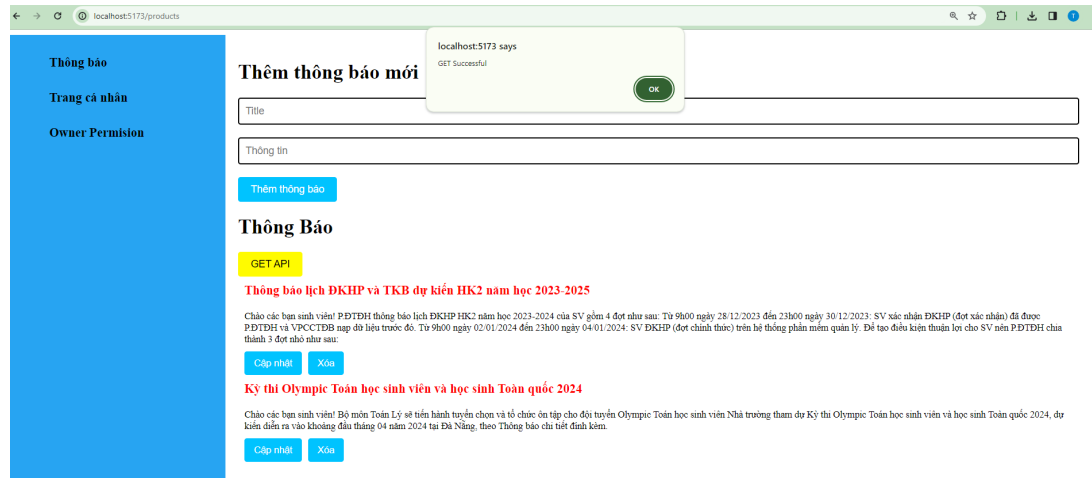 localhost:5173/products
localhost:5173 says
GET Successful
OK
Thông báo
Trang cá nhân
Owner Permision
Thêm thông báo mới
Title
Thông tin
Thêm thông báo
Thông Báo
GET API
Thông báo lịch ĐKHP và TKB dự kiến HK2 năm học 2023-2025
Chào các bạn sinh viên! P.ĐTĐH thông báo lịch ĐKHP HK2 năm học 2023-2024 của SV gồm 4 đợt như sau: Từ 9h00 ngày 28/12/2023 đến 23h00 ngày 30/12/2023: SV xác nhận ĐKHP (đợt xác nhận) đã được
P.ĐTĐH và VPCCTĐB nạp dữ liệu trước đó. Từ 9h00 ngày 02/01/2024 đến 23h00 ngày 04/01/2024: SV ĐKHP (đợt chính thức) trên hệ thống phần mềm quản lý. Để tạo điều kiện thuận lợi cho SV nên P.ĐTĐH chia
thành 3 đợt nhỏ như sau:
Cập nhật Xóa
Kỳ thi Olympic Toán học sinh viên và học sinh Toàn quốc 2024
Chào các bạn sinh viên! Bộ môn Toán Lý sẽ tiến hành tuyển chọn và tổ chức ôn tập cho đội tuyển Olympic Toán học sinh viên Nhà trường tham dự Kỳ thi Olympic Toán học sinh viên và học sinh Toàn quốc 2024, dự
kiến diễn ra vào khoảng đầu tháng 04 năm 2024 tại Đà Nẵng, theo Thông báo chi tiết đính kèm.
Cập nhật Xóa